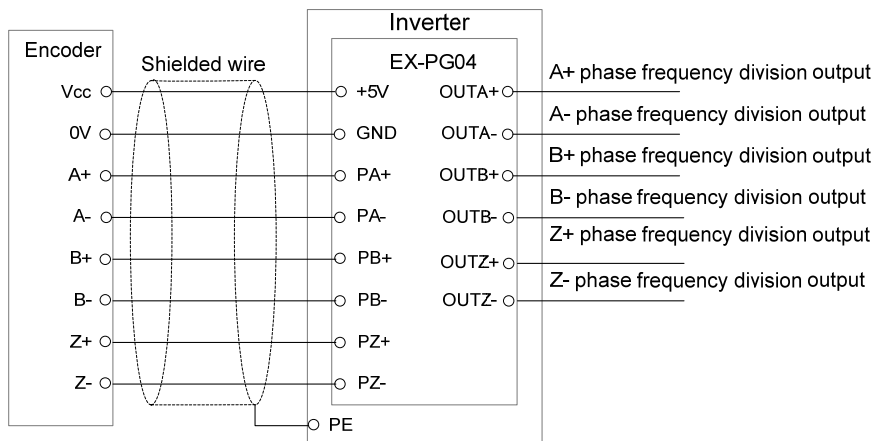 Inverter
Encoder
Shielded wire
EX-PG04
Vcc
+5V
OUTA+
A+ phase frequency division output
0V
GND
OUTA-
A- phase frequency division output
A+
PA+
OUTB+
B+ phase frequency division output
A-
PA-
OUTB-
B- phase frequency division output
B+
PB+
OUTZ+
Z+ phase frequency division output
B-
PB-
OUTZ-
Z- phase frequency division output
Z+
PZ+
Z-
PZ-
PE